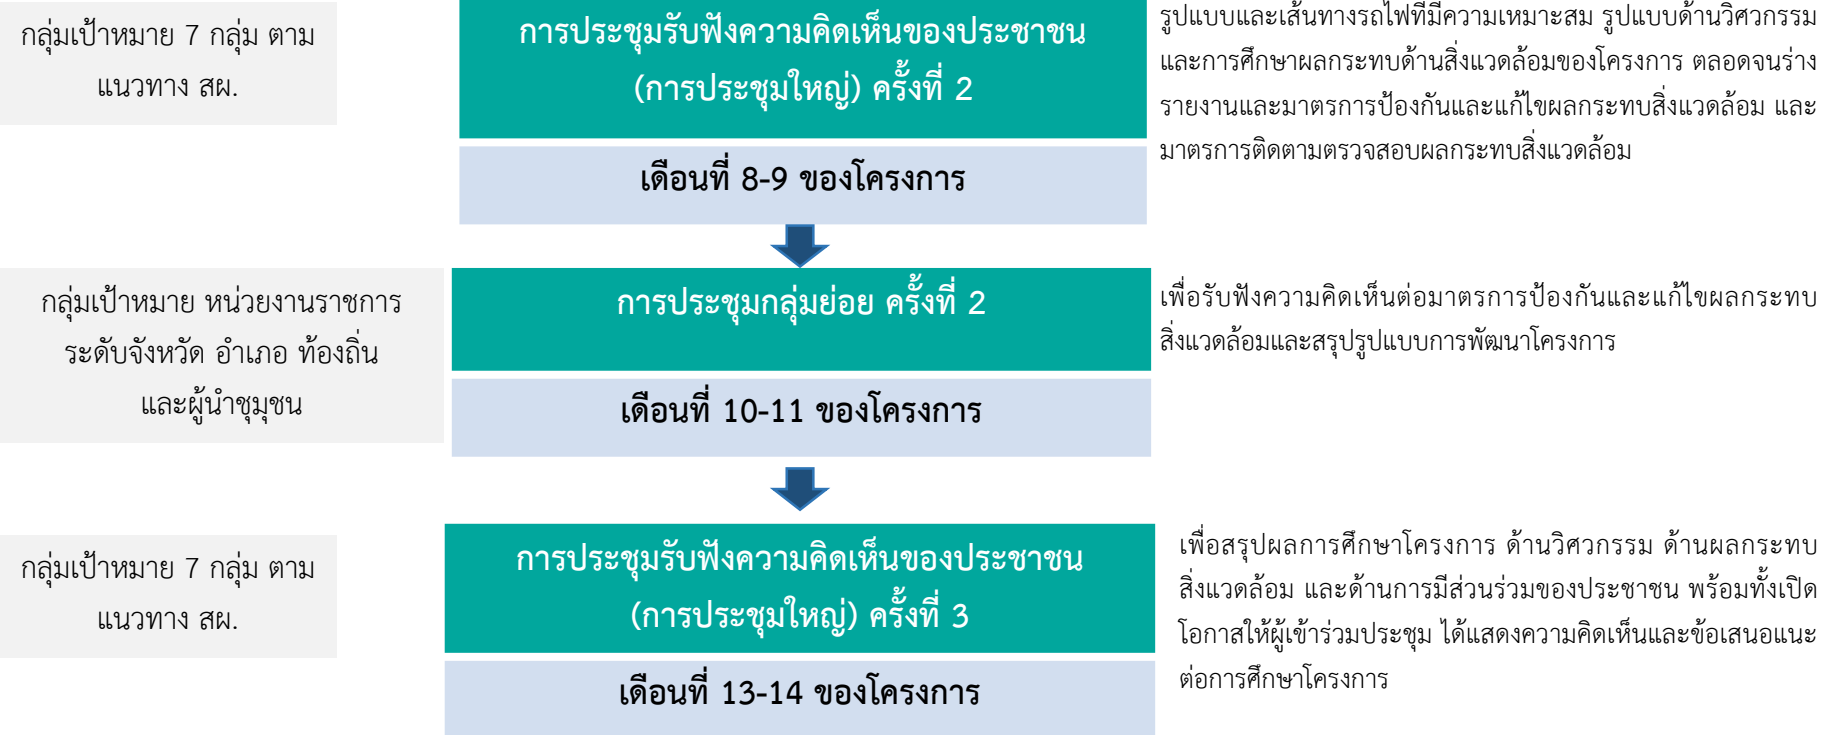 กลุ่มเป้าหมาย 7 กลุ่ม ตาม
แนวทาง สผ.
การประชุมรับฟังความคิดเห็นของประชาชน
(การประชุมใหญ่) ครั้งที่ 2
เดือนที่ 8-9 ของโครงการ
รูปแบบและเส้นทางรถไฟที่มีความเหมาะสม รูปแบบด้านวิศวกรรม
และการศึกษาผลกระทบด้านสิ่งแวดล้อมของโครงการ ตลอดจนร่าง
รายงานและมาตรการป้องกันและแก้ไขผลกระทบสิ่งแวดล้อม และ
มาตรการติดตามตรวจสอบผลกระทบสิ่งแวดล้อม
กลุ่มเป้าหมาย หน่วยงานราชการ
ระดับจังหวัด อำเภอ ท้องถิ่น
และผู้นำชุมชน
การประชุมกลุ่มย่อย ครั้งที่ 2
เดือนที่ 10-11 ของโครงการ
เพื่อรับฟังความคิดเห็นต่อมาตรการป้องกันและแก้ไขผลกระทบ
สิ่งแวดล้อมและสรุปรูปแบบการพัฒนาโครงการ
กลุ่มเป้าหมาย 7 กลุ่ม ตาม
แนวทาง สผ.
การประชุมรับฟังความคิดเห็นของประชาชน
(การประชุมใหญ่) ครั้งที่ 3
เดือนที่ 13-14 ของโครงการ
เพื่อสรุปผลการศึกษาโครงการ ด้านวิศวกรรม ด้านผลกระทบ
สิ่งแวดล้อม และด้านการมีส่วนร่วมของประชาชน พร้อมทั้งเปิด
โอกาสให้ผู้เข้าร่วมประชุม ได้แสดงความคิดเห็นและข้อเสนอแนะ
ต่อการศึกษาโครงการ